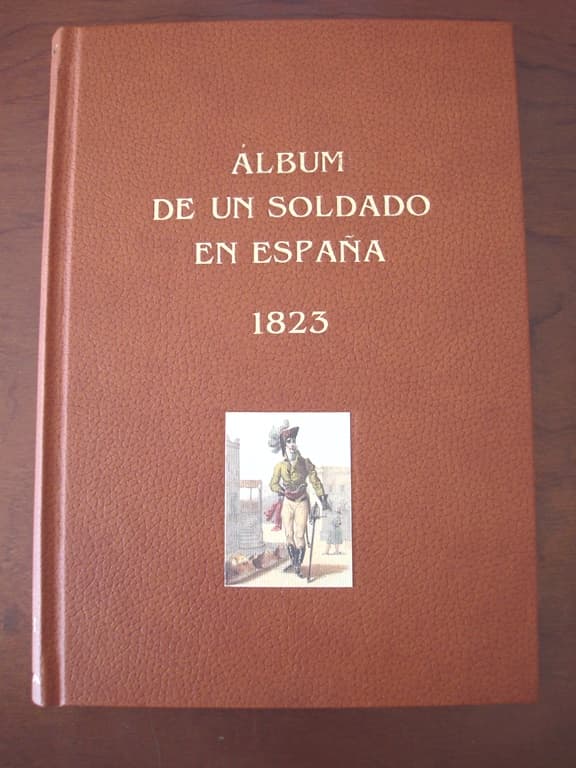 ÁLBUM
DE UN SOLDADO
EN ESPAÑA
1823